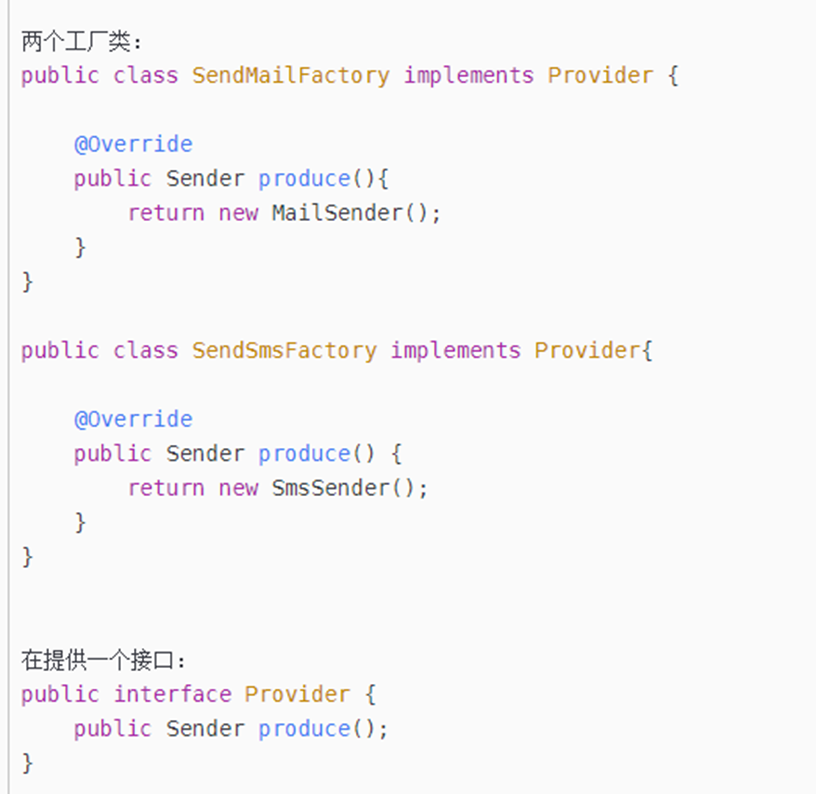 两个工厂类：
public class SendMailFactory implements Provider {
@Override
public Sender produce(){
return new MailSender();
}
}
public class SendSmsFactory implements Provider{
@Override
public Sender produce() {
return new SmsSender();
}
}
在提供一个接口：
public interface Provider {
public Sender produce();
}